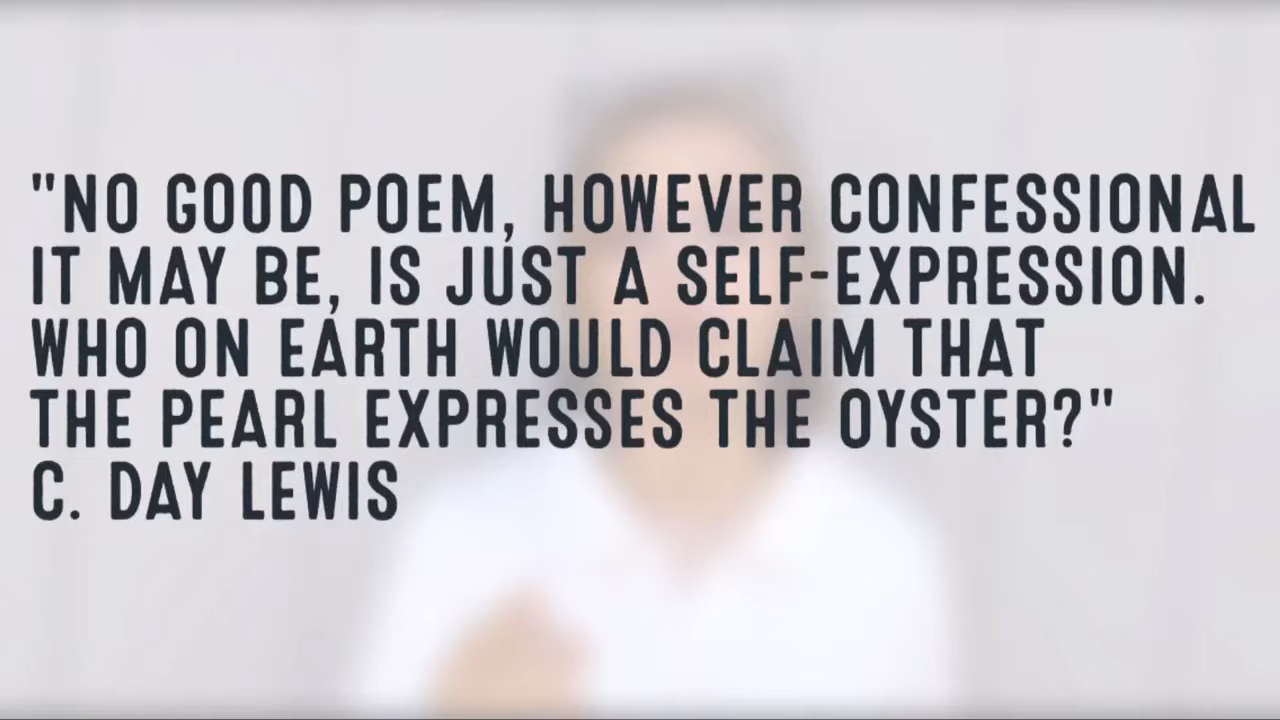 "NO GOOD POEM, HOWEVER CONFESSIONAL
IT MAY BE, IS JUST A SELF-EXPRESSION.
WHO ON EARTH WOULD CLAIM THAT
THE PEARL EXPRESSES THE OYSTER?"
C. DAY LEWIS